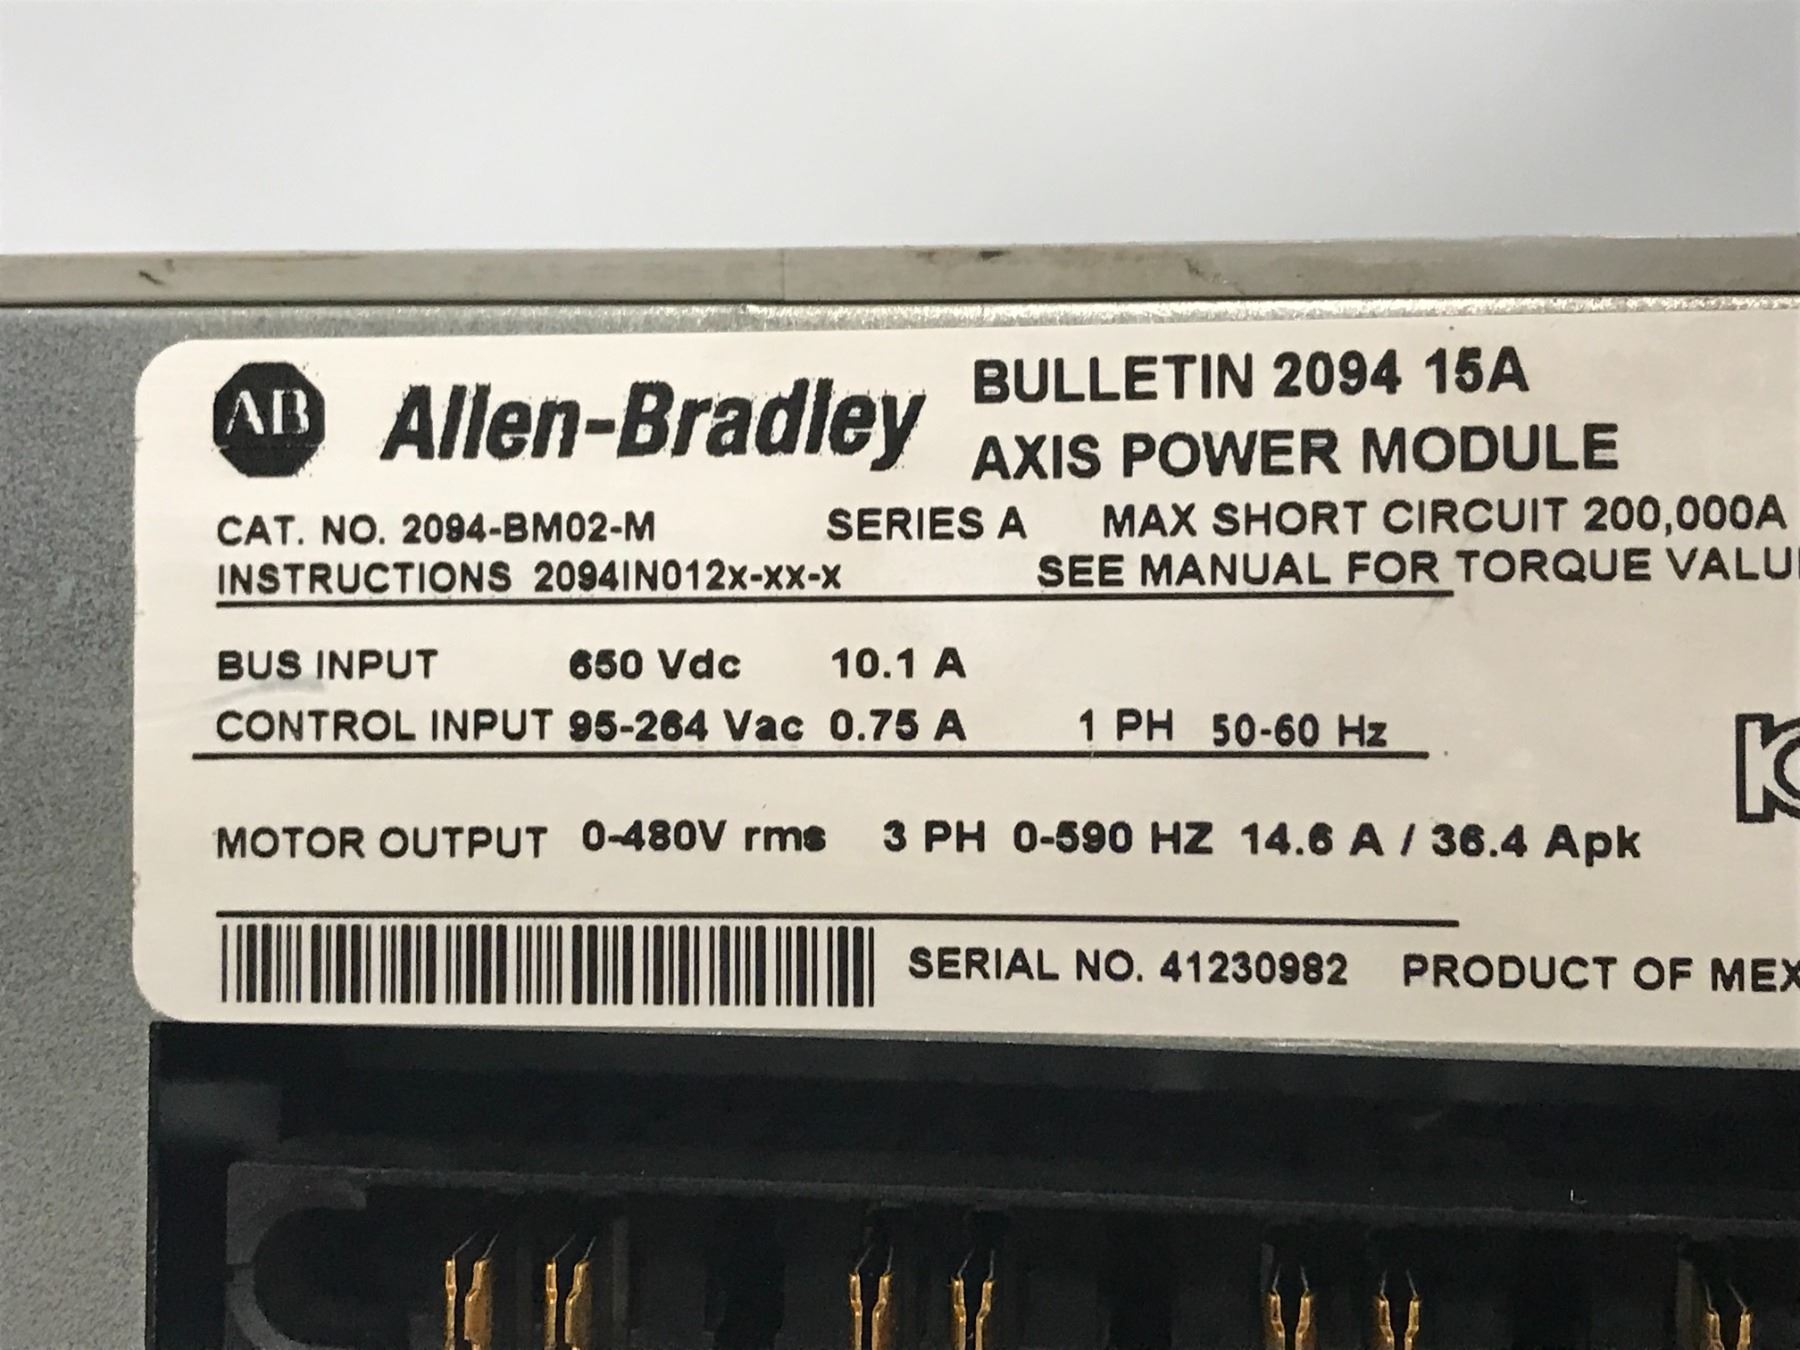 AB Allen-Bradley
BULLETIN 2094 15A
AXIS POWER MODULE
CAT. NO. 2094-BM02-M SERIES A MAX SHORT CIRCUIT 200,000A
INSTRUCTIONS 2094IN012x-xx-x SEE MANUAL FOR TORQUE VALU
BUS INPUT 650 Vdc 10.1 A
CONTROL INPUT 95-264 Vac 0.75 A 1 PH 50-60 Hz
MOTOR OUTPUT 0-480V rms 3 PH 0-590 HZ 14.6 A / 36.4 Apk
SERIAL NO. 41230982 PRODUCT OF MEX